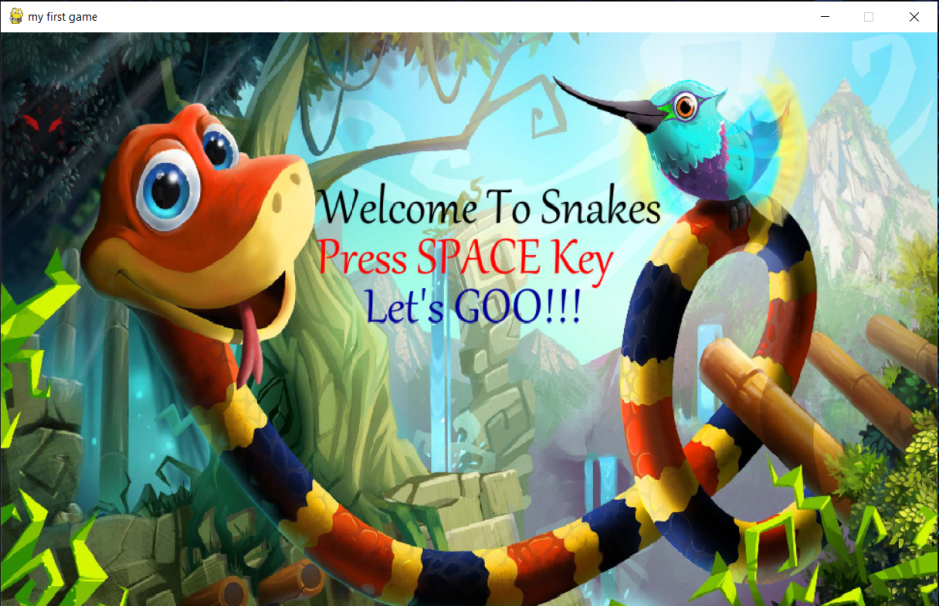 my first game
Welcome To Snakes
Press SPACE Key
Let's GOO!!!